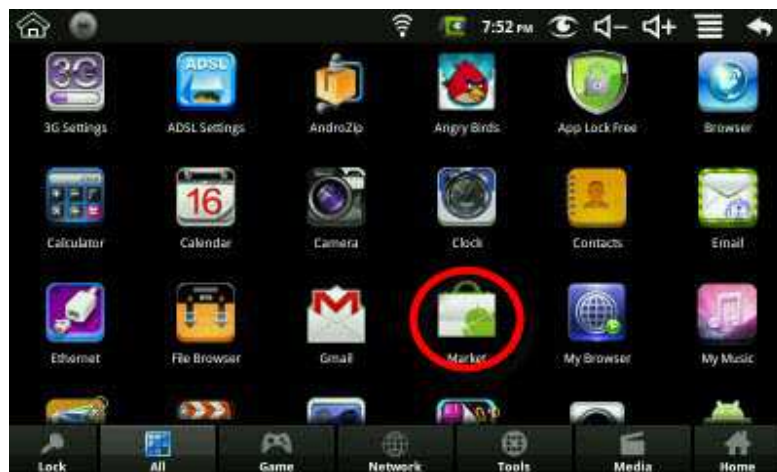 7:52 PM
3G
ADSL
3G Settings ADSL Settings AndroZip Angry Birds App Lock Free Browser
16
Calculator Calendar Camera Clock Contacts Email
Ethernet File Browser Gmail Market My Browser My Music
Lock All Game Network Tools Media Home